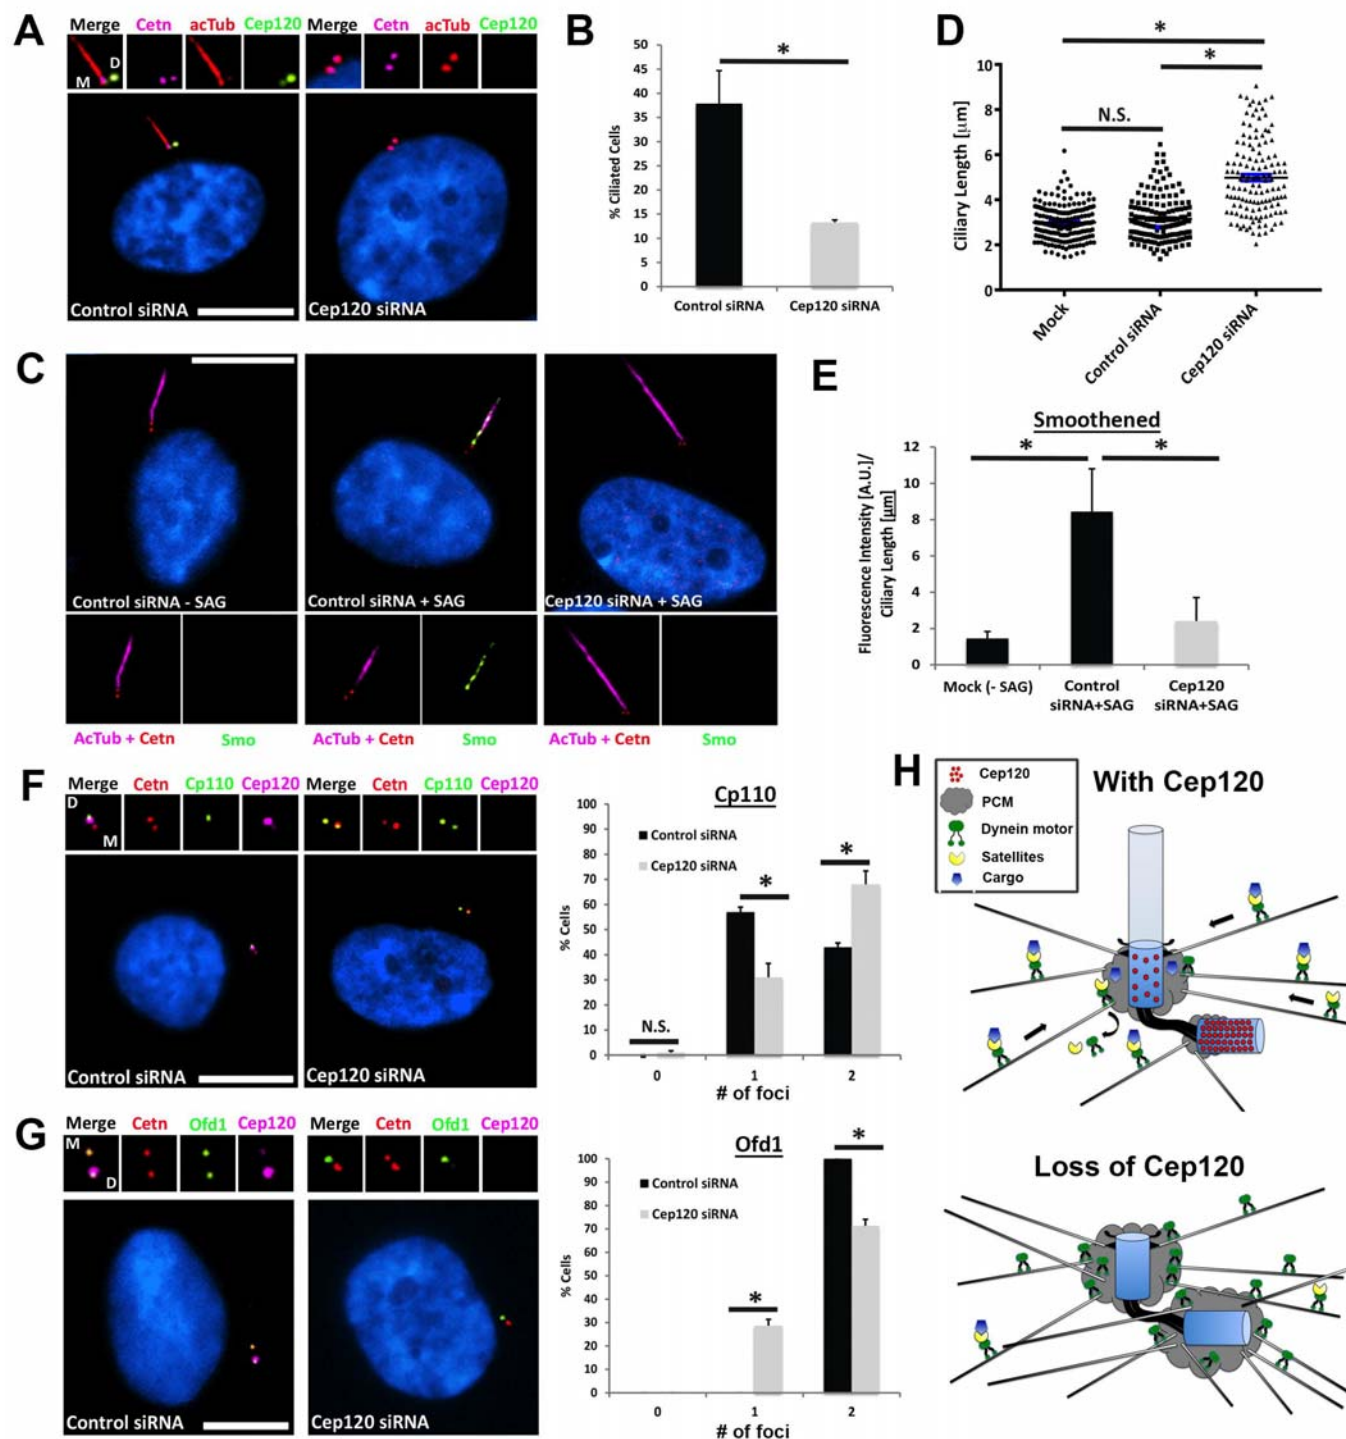 A
Merge Cetn acTub Cep120 Merge Cetn acTub Cep120
D
M
Control siRNA Cep120 siRNA
B
*
% Ciliated Cells
50
45
40
35
30
25
20
15
10
5
0
Control siRNA Cep120 siRNA
D
*
*
N.S.
Ciliary Length [μm]
10
8
6
4
2
0
Mock
Control siRNA
Cep120 siRNA
C
Control siRNA - SAG Control siRNA + SAG Cep120 siRNA + SAG
AcTub + Cetn Smo AcTub + Cetn Smo AcTub + Cetn Smo
E
Smoothened
* *
Fluorescence Intensity [A.U.]/
Ciliary Length [μm]
12
10
8
6
4
2
0
Mock (- SAG) Control siRNA+SAG Cep120 siRNA+SAG
F
Merge Cetn Cp110 Cep120 Merge Cetn Cp110 Cep120
D
M
Control siRNA Cep120 siRNA
Cp110
Control siRNA
Cep120 siRNA
N.S.
*
*
% Cells
100
90
80
70
60
50
40
30
20
10
0
0 1 2
# of foci
G
Merge Cetn Ofd1 Cep120 Merge Cetn Ofd1 Cep120
M
D
Control siRNA Cep120 siRNA
Ofd1
Control siRNA
Cep120 siRNA
*
*
% Cells
100
90
80
70
60
50
40
30
20
10
0
0 1 2
# of foci
H
Cep120
PCM
Dynein motor
Satellites
Cargo
With Cep120
Loss of Cep120